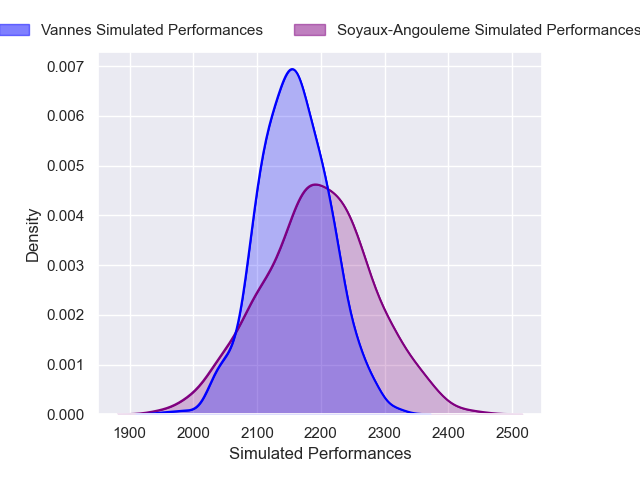 Vannes Simulated Performances
Soyaux-Angouleme Simulated Performances
0.007
0.006
0.005
0.004
0.003
0.002
0.001
0.000
Density
1900 2000 2100 2200 2300 2400 2500
Simulated Performances